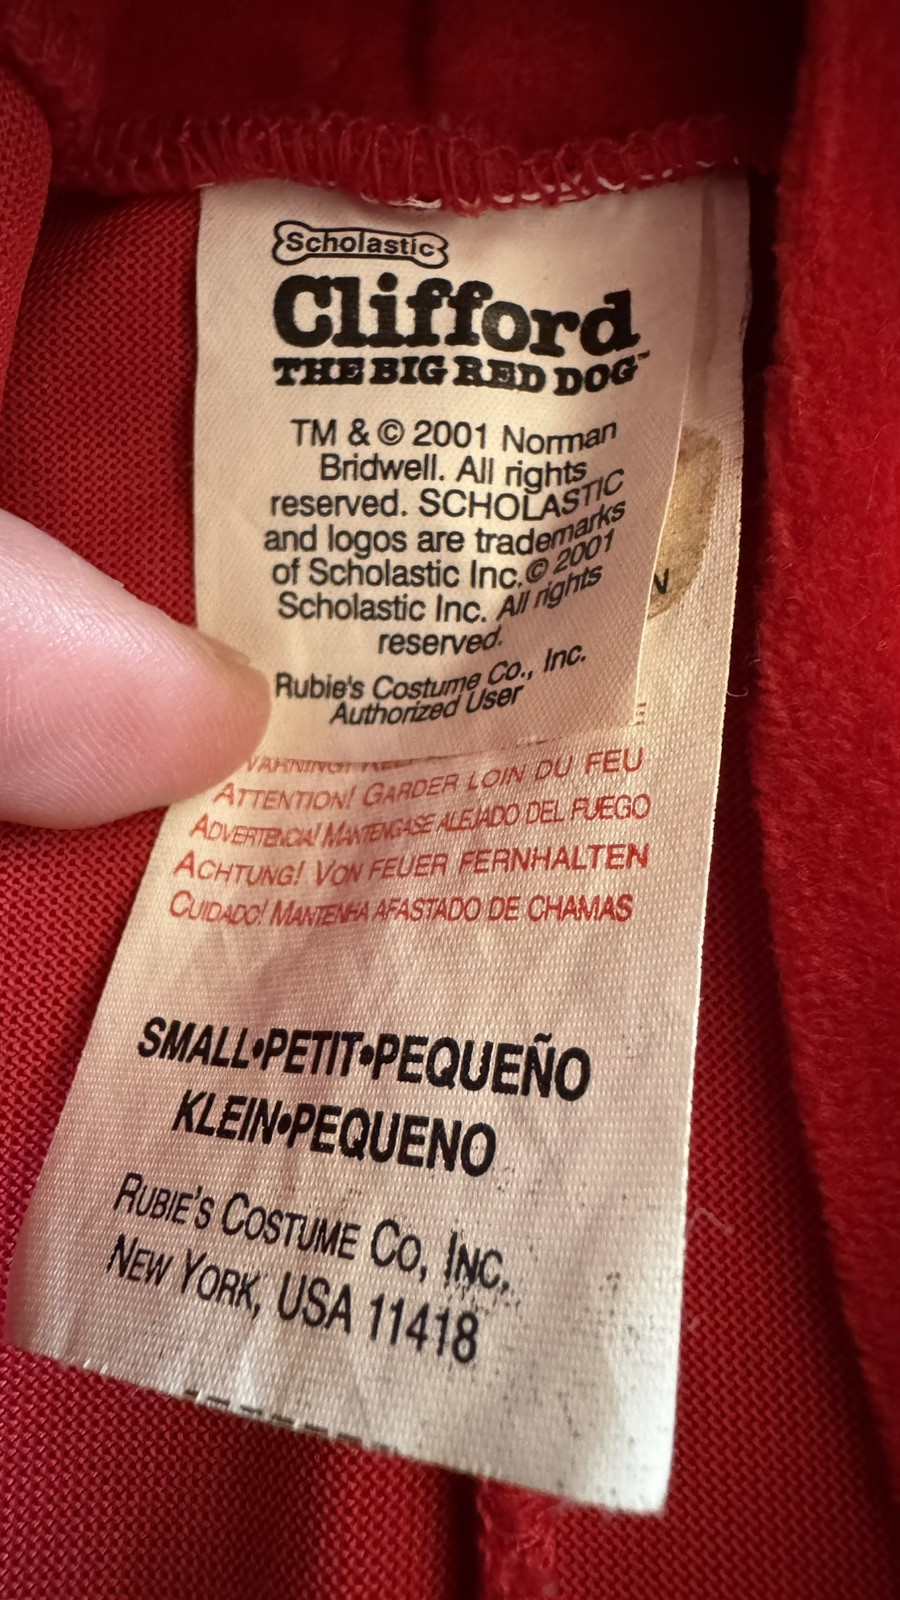 Scholastic
Clifford
THE BIG RED DOG™
TM & © 2001 Norman
Bridwell. All rights
reserved. SCHOLASTIC
and logos are trademarks
of Scholastic Inc. © 2001
Scholastic Inc. All rights
reserved.
Rubie's Costume Co., Inc.
Authorized User
N
WARNING!
ATTENTION! GARDER LOIN DU FEU
ADVERTENCIA! MANTENGASE ALEJADO DEL FUEGO
ACHTUNG! VON FEUER FERNHALTEN
CUIDADO! MANTENHA AFASTADO DE CHAMAS
SMALL•PETIT•PEQUEÑO
KLEIN•PEQUENO
RUBIE'S COSTUME CO, INC.
NEW YORK, USA 11418